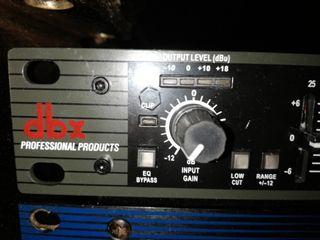 OUTPUT LEVEL (dBu)
-10 0 +10 +18
CLIP
0
-12
dB
INPUT
GAIN
dbx
PROFESSIONAL PRODUCTS
EQ
BYPASS
LOW
CUT
RANGE
+/-12
25
+6
0
-6